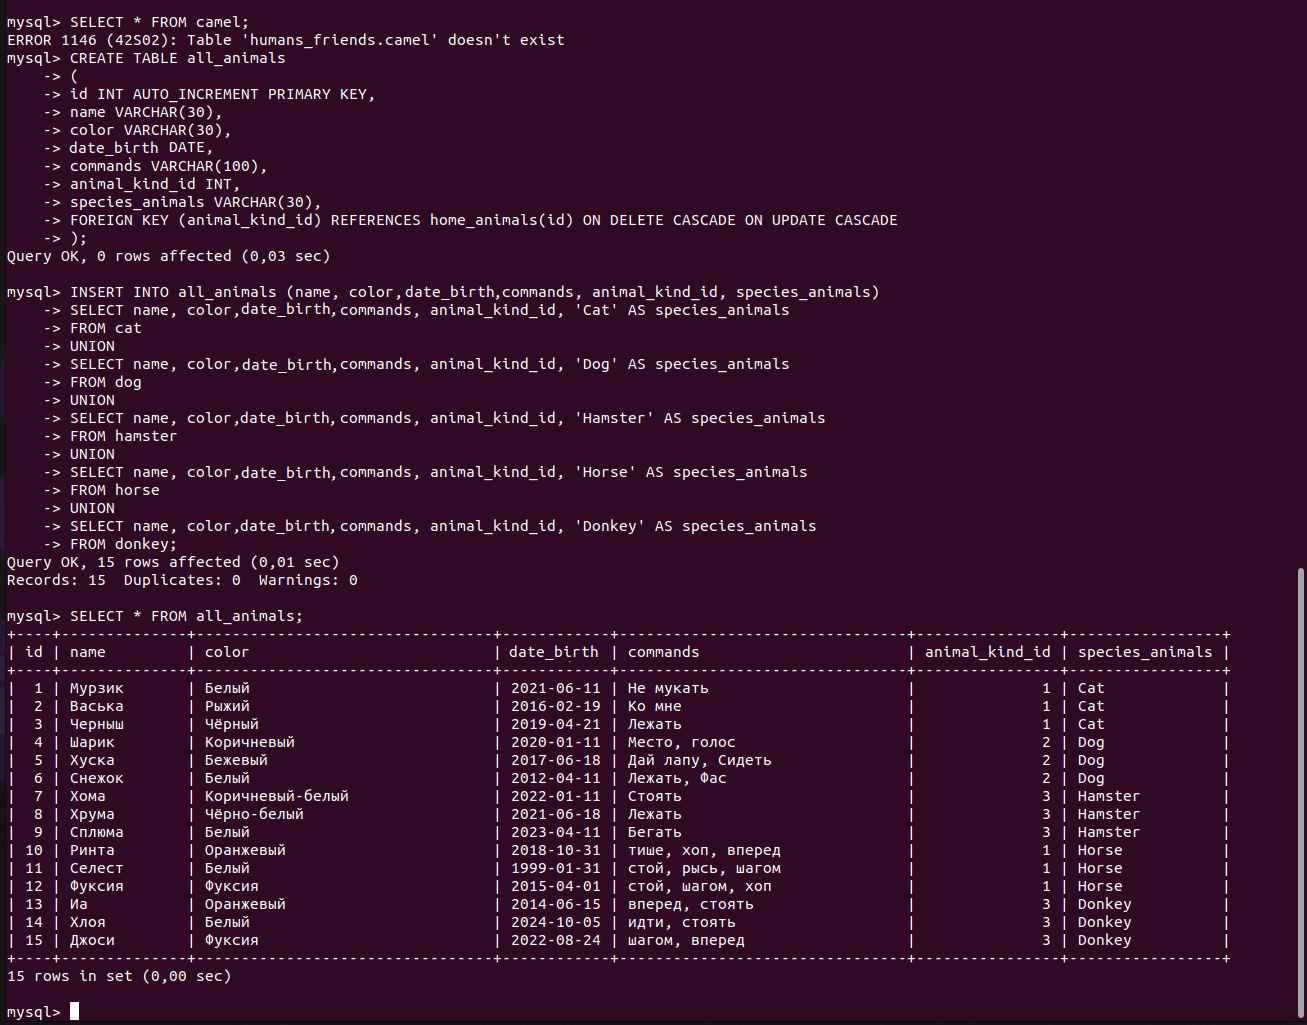 mysql> SELECT * FROM camel;
ERROR 1146 (42S02): Table 'humans_friends.camel' doesn't exist
mysql> CREATE TABLE all_animals
    -> (
    -> id INT AUTO_INCREMENT PRIMARY KEY,
    -> name VARCHAR(30),
    -> color VARCHAR(30),
    -> date_birth DATE,
    -> commands VARCHAR(100),
    -> animal_kind_id INT,
    -> species_animals VARCHAR(30),
    -> FOREIGN KEY (animal_kind_id) REFERENCES home_animals(id) ON DELETE CASCADE ON UPDATE CASCADE
    -> );
Query OK, 0 rows affected (0,03 sec)

mysql> INSERT INTO all_animals (name, color,date_birth,commands, animal_kind_id, species_animals)
    -> SELECT name, color,date_birth,commands, animal_kind_id, 'Cat' AS species_animals
    -> FROM cat
    -> UNION
    -> SELECT name, color,date_birth,commands, animal_kind_id, 'Dog' AS species_animals
    -> FROM dog
    -> UNION
    -> SELECT name, color,date_birth,commands, animal_kind_id, 'Hamster' AS species_animals
    -> FROM hamster
    -> UNION
    -> SELECT name, color,date_birth,commands, animal_kind_id, 'Horse' AS species_animals
    -> FROM horse
    -> UNION
    -> SELECT name, color,date_birth,commands, animal_kind_id, 'Donkey' AS species_animals
    -> FROM donkey;
Query OK, 15 rows affected (0,01 sec)
Records: 15  Duplicates: 0  Warnings: 0

mysql> SELECT * FROM all_animals;
+----+--------------+--------------------------------+------------+--------------------------------+----------------+-----------------+
| id | name         | color                          | date_birth | commands                       | animal_kind_id | species_animals |
+----+--------------+--------------------------------+------------+--------------------------------+----------------+-----------------+
|  1 | Мурзик       | Белый                          | 2021-06-11 | Не мукать                      |              1 | Cat             |
|  2 | Васька       | Рыжий                          | 2016-02-19 | Ко мне                         |              1 | Cat             |
|  3 | Черныш       | Чёрный                         | 2019-04-21 | Лежать                         |              1 | Cat             |
|  4 | Шарик        | Коричневый                     | 2020-01-11 | Место, голос                   |              2 | Dog             |
|  5 | Хуска        | Бежевый                        | 2017-06-18 | Дай лапу, Сидеть               |              2 | Dog             |
|  6 | Снежок       | Белый                          | 2012-04-11 | Лежать, Фас                    |              2 | Dog             |
|  7 | Хома         | Коричневый-белый               | 2022-01-11 | Стоять                         |              3 | Hamster         |
|  8 | Хрума        | Чёрно-белый                    | 2021-06-18 | Лежать                         |              3 | Hamster         |
|  9 | Сплюма       | Белый                          | 2023-04-11 | Бегать                         |              3 | Hamster         |
| 10 | Ринта        | Оранжевый                      | 2018-10-31 | тише, хоп, вперед              |              1 | Horse           |
| 11 | Селест       | Белый                          | 1999-01-31 | стой, рысь, шагом              |              1 | Horse           |
| 12 | Фуксия       | Фуксия                         | 2015-04-01 | стой, шагом, хоп               |              1 | Horse           |
| 13 | Иа           | Оранжевый                      | 2014-06-15 | вперед, стоять                 |              3 | Donkey          |
| 14 | Хлоя         | Белый                          | 2024-10-05 | идти, стоять                   |              3 | Donkey          |
| 15 | Джоси        | Фуксия                         | 2022-08-24 | шагом, вперед                  |              3 | Donkey          |
+----+--------------+--------------------------------+------------+--------------------------------+----------------+-----------------+
15 rows in set (0,00 sec)

mysql>